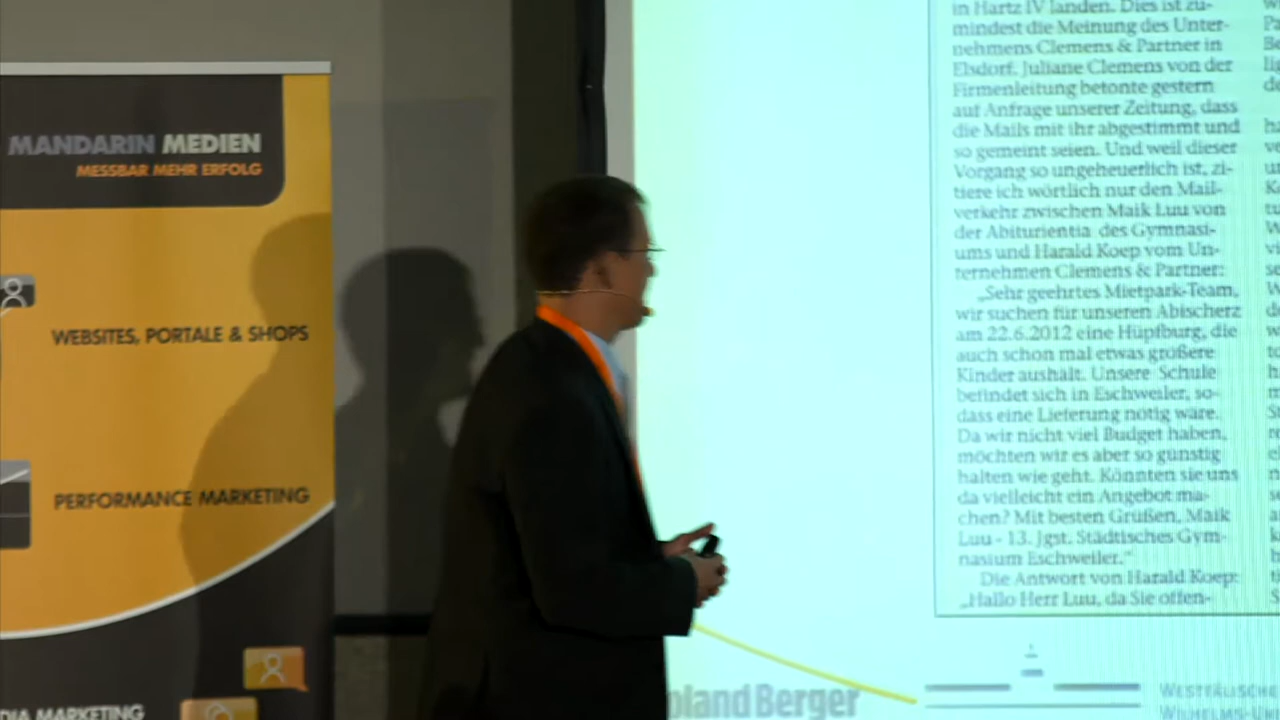 MANDARIN MEDIEN
MESSBAR MEHR ERFOLG
WEBSITES, PORTALE & SHOPS
PERFORMANCE MARKETING
DIA MARKETING
in Hartz IV landen. Dies ist zu-
mindest die Meinung des Unter-
nehmens Clemens & Partner in
Elsdorf. Juliane Clemens von der
Firmenleitung betonte gestern
auf Anfrage unserer Zeitung, dass
die Mails mit ihr abgestimmt und
so gemeint seien. Und weil dieser
Vorgang so ungeheuerlich ist, zi-
tiere ich wörtlich nur den Mail-
verkehr zwischen Maik Luu von
der Abiturientia des Gymnasi-
ums und Harald Koep vom Un-
ternehmen Clemens & Partner:
„Sehr geehrtes Mietpark-Team,
wir suchen für unseren Abischerz
am 22.6.2012 eine Hüpfburg, die
auch schon mal etwas größere
Kinder aushält. Unsere Schule
befindet sich in Eschweiler, so-
dass eine Lieferung nötig wäre.
Da wir nicht viel Budget haben,
möchten wir es aber so günstig
halten wie geht. Könnten sie uns
da vielleicht ein Angebot ma-
chen? Mit besten Grüßen, Maik
Luu - 13. Jgst. Städtisches Gym-
nasium Eschweiler."
Die Antwort von Harald Koep:
„Hallo Herr Luu, da Sie offen-
oland Berger
WESTFÄLISCHE
WILHELMS-UN